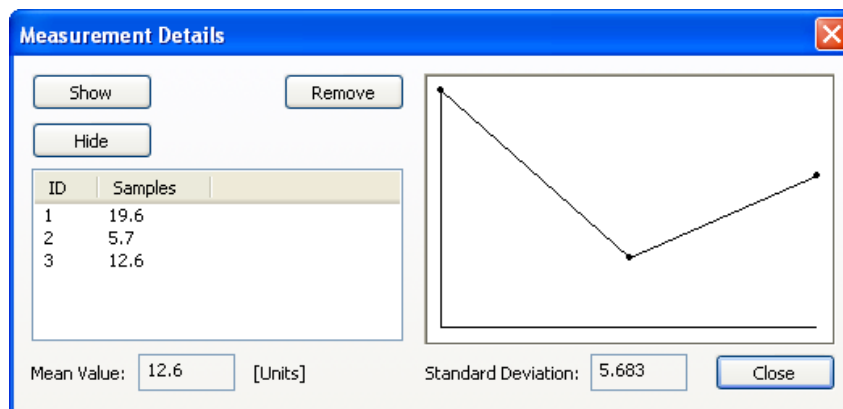 Measurement Details
Show Remove
Hide
ID Samples
1 19.6
2 5.7
3 12.6
Mean Value: 12.6 [Units] Standard Deviation: 5.683 Close